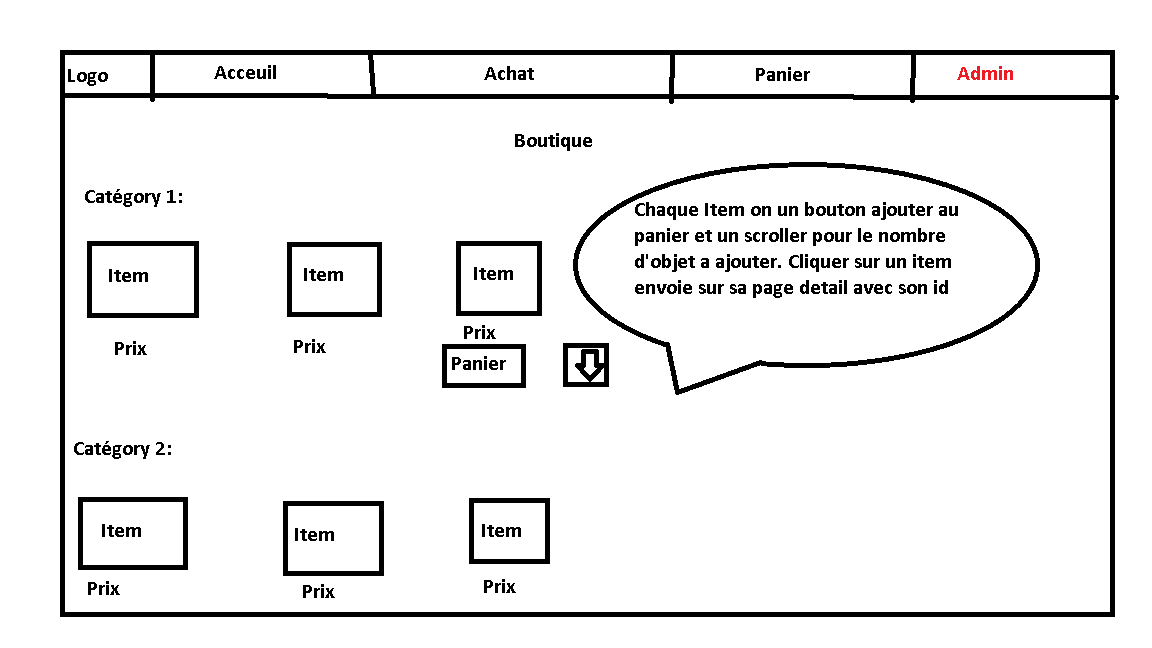 Logo
Acceuil
Achat
Panier
Admin
Boutique
Catégory 1:
Chaque Item on un bouton ajouter au
panier et un scroller pour le nombre
d'objet a ajouter. Cliquer sur un item
envoie sur sa page detail avec son id
Item
Item
Item
Prix
Prix
Prix
Panier
Catégory 2:
Item
Item
Item
Prix
Prix
Prix